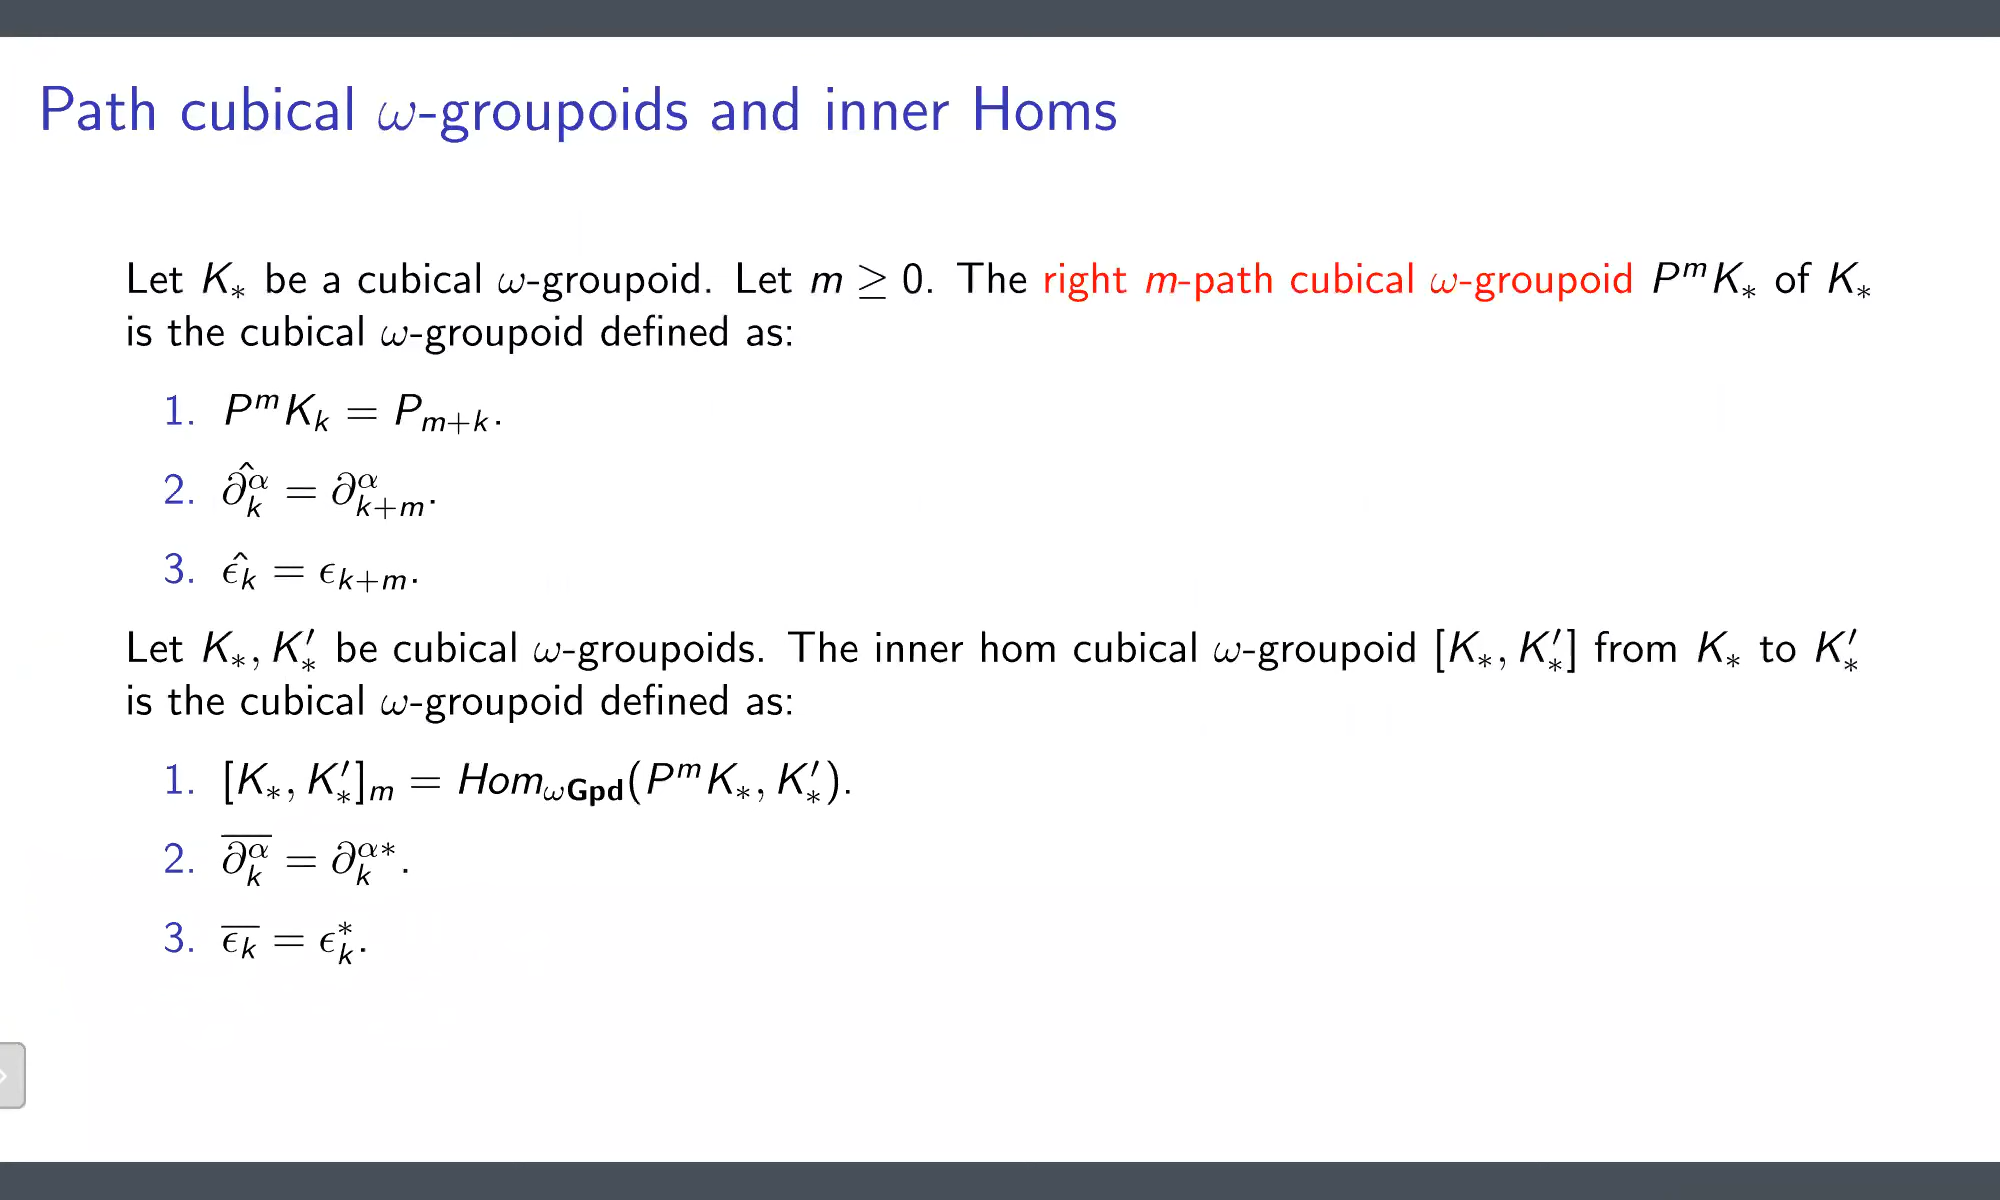 Path cubical ω-groupoids and inner Homs
Let K_* be a cubical ω-groupoid. Let m ≥ 0. The right m-path cubical ω-groupoid P^m K_* of K_*
is the cubical ω-groupoid defined as:
1. P^m K_k = P_{m+k}.
2. \hat{∂_k^α} = ∂_{k+m}^α.
3. \hat{ϵ_k} = ϵ_{k+m}.
Let K_*, K'_* be cubical ω-groupoids. The inner hom cubical ω-groupoid [K_*, K'_*] from K_* to K'_*
is the cubical ω-groupoid defined as:
1. [K_*, K'_*]_m = Hom_{ωGpd}(P^m K_*, K'_*).
2. \overline{∂_k^α} = ∂_k^{α*}.
3. \overline{ϵ_k} = ϵ_k^*.